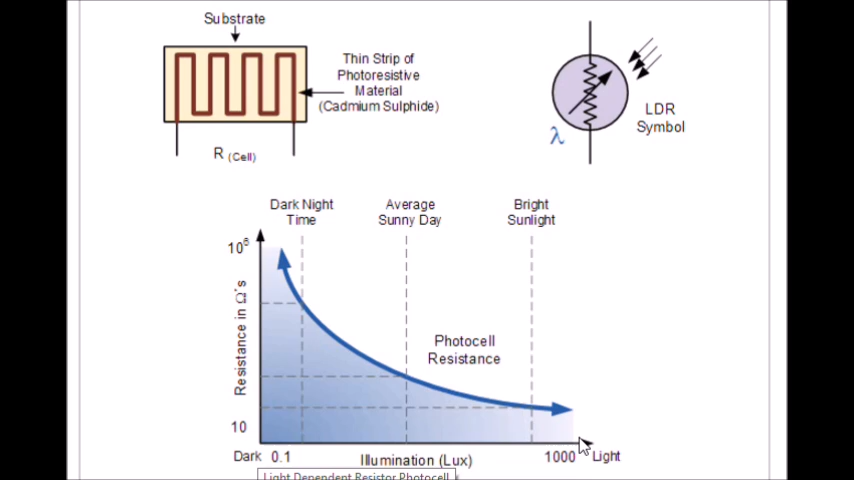 Substrate
Thin Strip of
Photoresistive
Material
(Cadmium Sulphide)
R (Cell)
λ
LDR
Symbol
Dark Night
Time
Average
Sunny Day
Bright
Sunlight
10⁶
Resistance in Ω's
10
Photocell
Resistance
Dark 0.1
Illumination (Lux)
1000 Light
Light Dependent Resistor Photocell